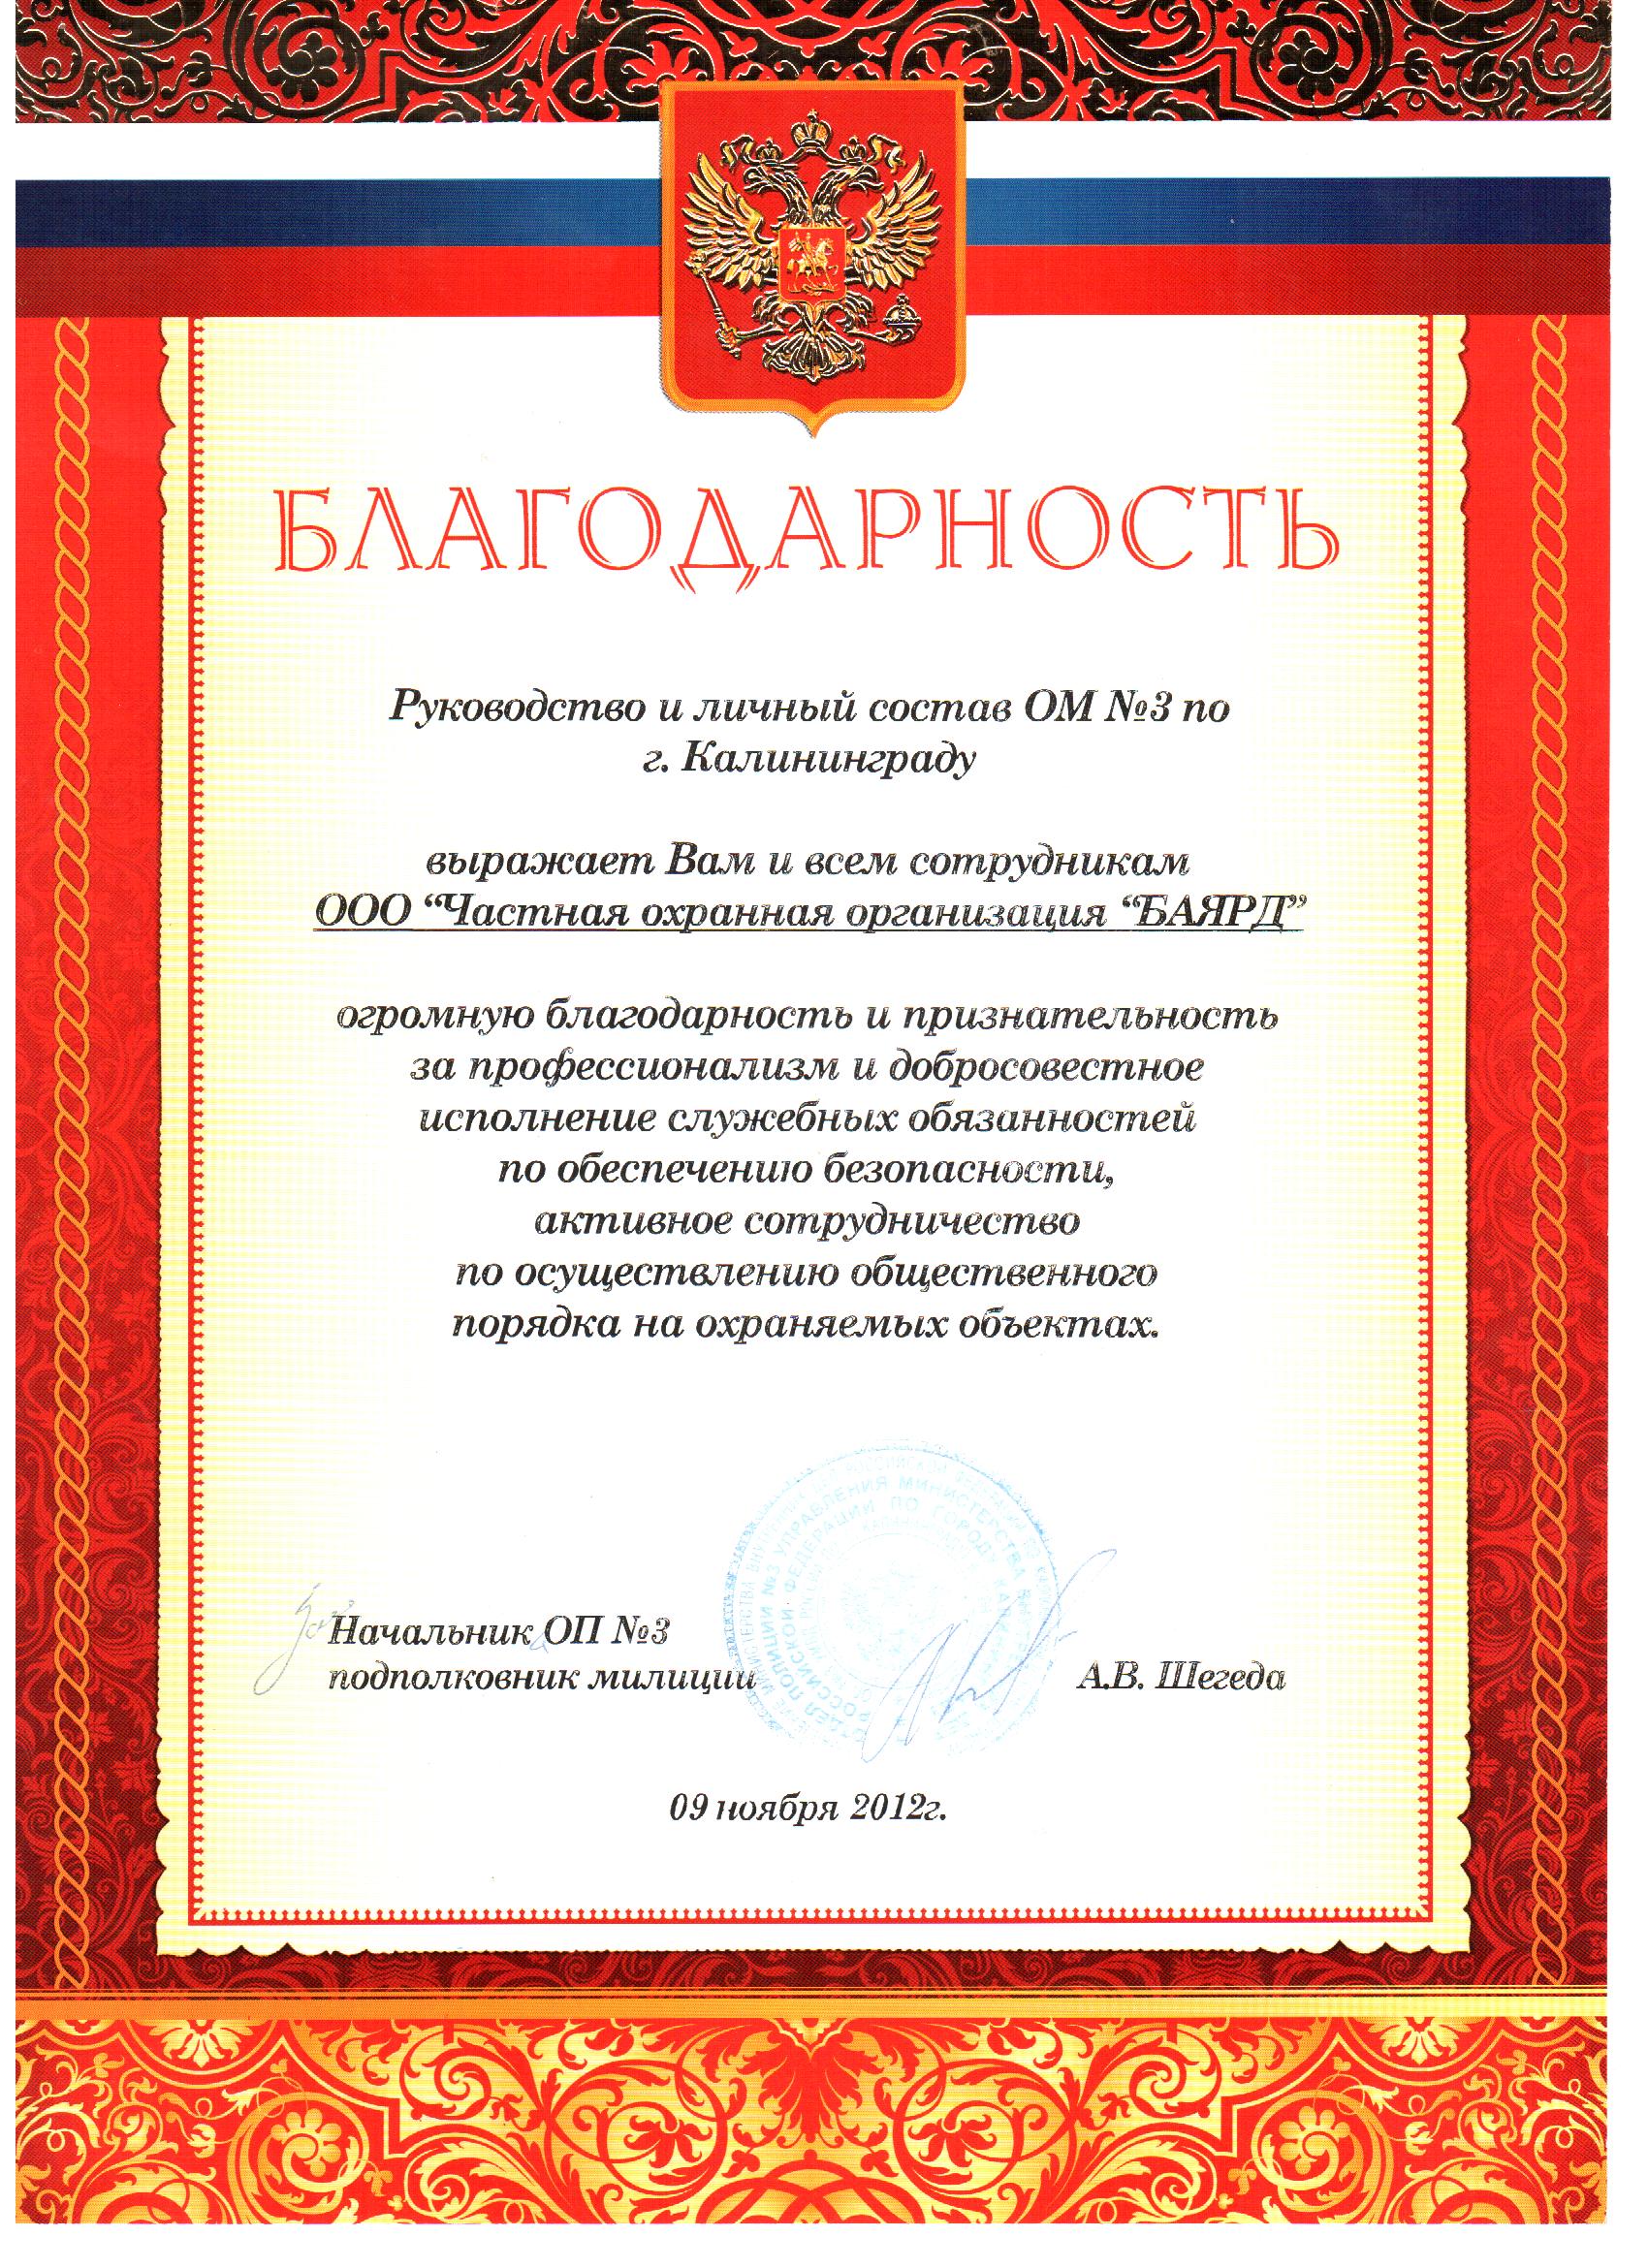 БЛАГОДАРНОСТЬ
Руководство и личный состав ОМ №3 по
г. Калининграду
выражает Вам и всем сотрудникам
ООО “Частная охранная организация “БАЯРД”
огромную благодарность и признательность
за профессионализм и добросовестное
исполнение служебных обязанностей
по обеспечению безопасности,
активное сотрудничество
по осуществлению общественного
порядка на охраняемых объектах.
Начальник ОП №3
подполковник милиции
А.В. Шегеда
09 ноября 2012г.